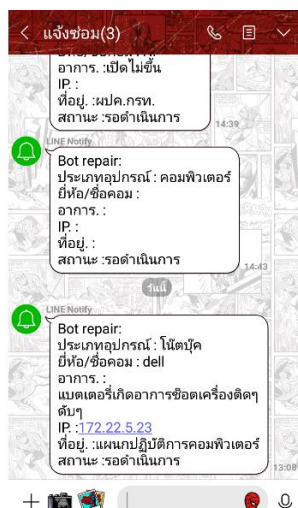 แจ้งซ่อม(3)
อาการ. :เปิดไม่ขึ้น
IP. :
ที่อยู่. :ผปค.กรท.
สถานะ :รอดำเนินการ
14:39
LINE Notify
Bot repair:
ประเภทอุปกรณ์ : คอมพิวเตอร์
ยี่ห้อ/ชื่อคอม :
อาการ. :
IP. :
ที่อยู่. :
สถานะ :รอดำเนินการ
14:43
วันนี้
LINE Notify
Bot repair:
ประเภทอุปกรณ์ : โน๊ตบุ๊ค
ยี่ห้อ/ชื่อคอม : dell
อาการ. :
แบตเตอรี่เกิดอาการช๊อตเครื่องติดๆ
ดับๆ
IP. :172.22.5.23
ที่อยู่. :แผนกปฏิบัติการคอมพิวเตอร์
สถานะ :รอดำเนินการ
13:08